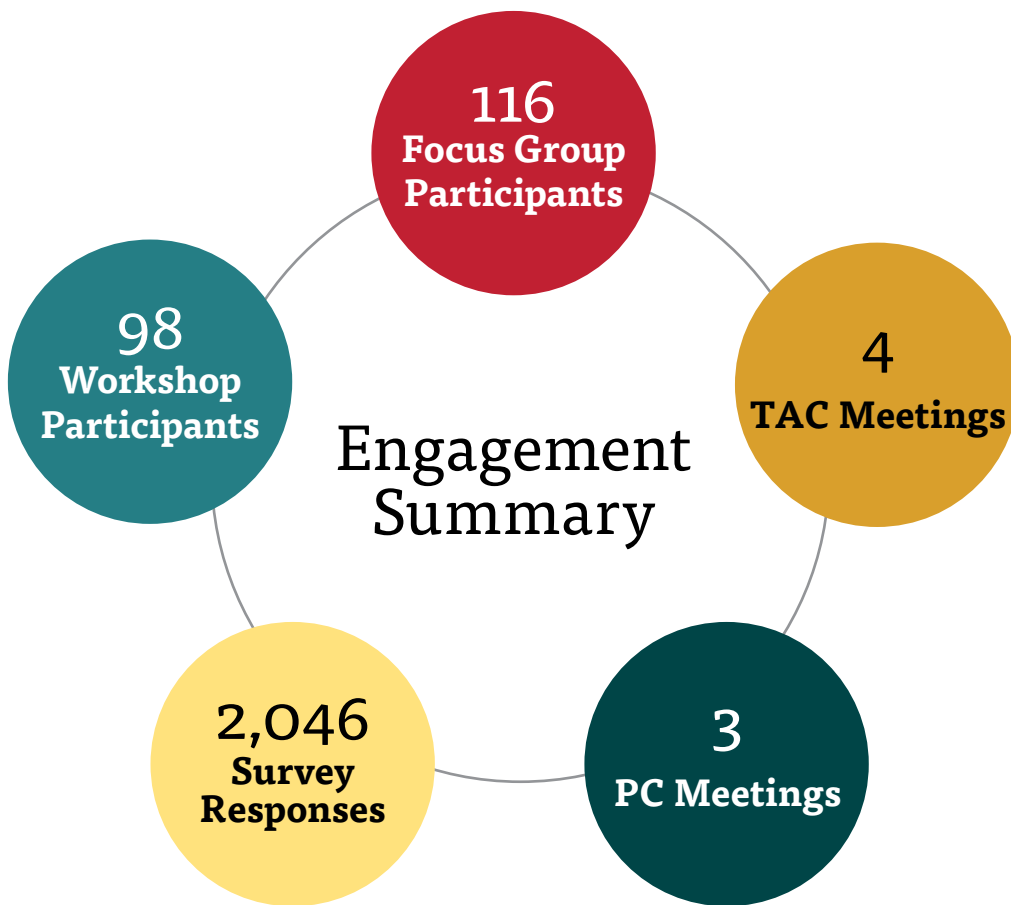 116
Focus Group
Participants
98
Workshop
Participants
4
TAC Meetings
Engagement
Summary
2,046
Survey
Responses
3
PC Meetings